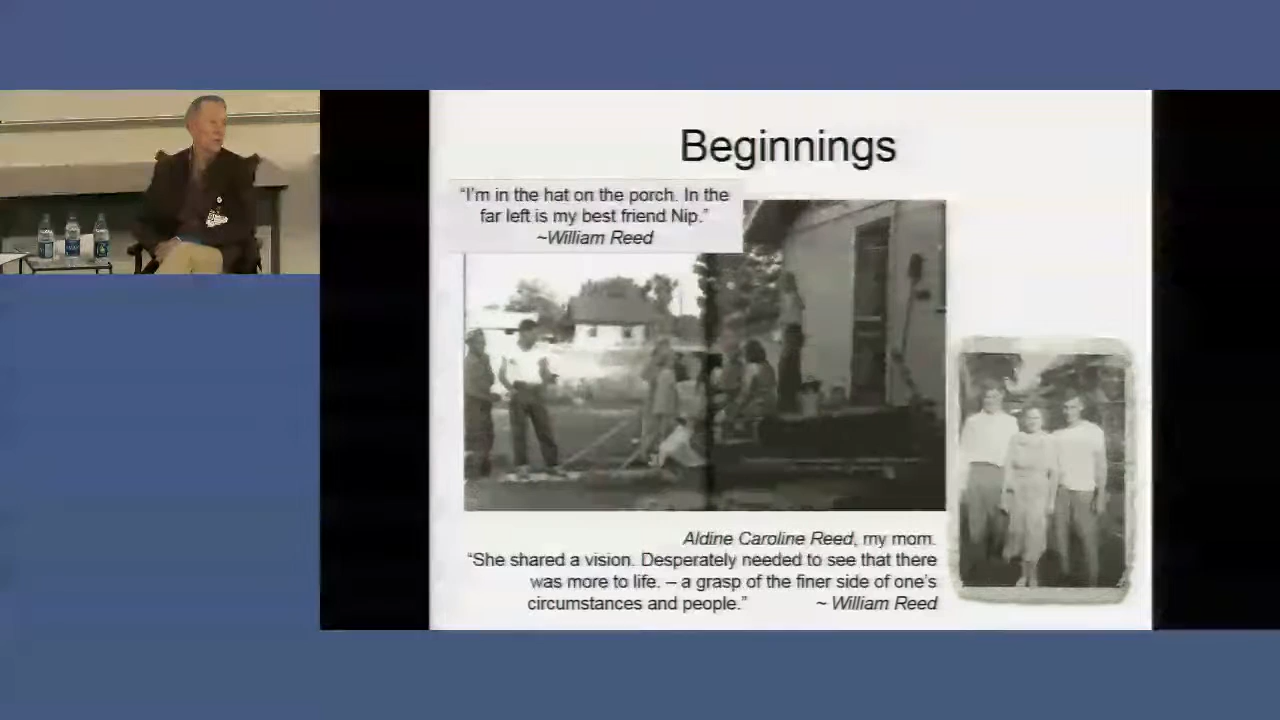 Beginnings
“I’m in the hat on the porch. In the
far left is my best friend Nip.”
~William Reed
Aldine Caroline Reed, my mom.
“She shared a vision. Desperately needed to see that there
was more to life. – a grasp of the finer side of one’s
circumstances and people.” ~ William Reed